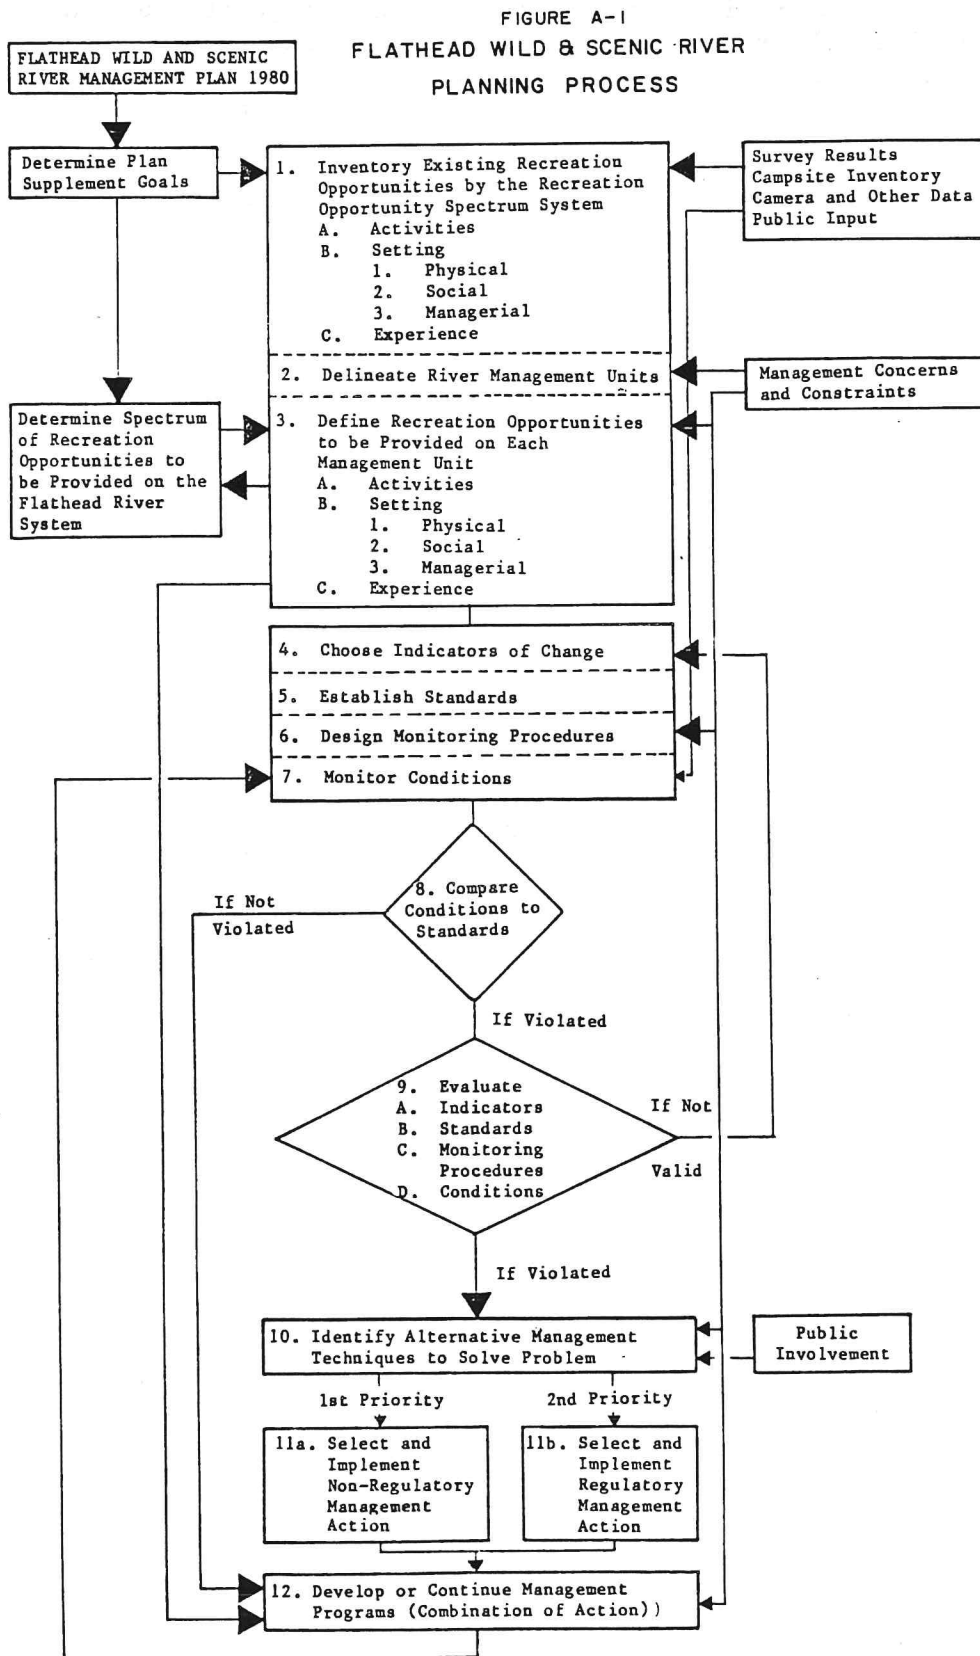 FIGURE A-1
FLATHEAD WILD & SCENIC RIVER
PLANNING PROCESS
FLATHEAD WILD AND SCENIC
RIVER MANAGEMENT PLAN 1980
Determine Plan
Supplement Goals
1. Inventory Existing Recreation
Opportunities by the Recreation
Opportunity Spectrum System
A. Activities
B. Setting
1. Physical
2. Social
3. Managerial
C. Experience
Survey Results
Campsite Inventory
Camera and Other Data
Public Input
2. Delineate River Management Units
Management Concerns
and Constraints
Determine Spectrum
of Recreation
Opportunities to
be Provided on the
Flathead River
System
3. Define Recreation Opportunities
to be Provided on Each
Management Unit
A. Activities
B. Setting
1. Physical
2. Social
3. Managerial
C. Experience
4. Choose Indicators of Change
5. Establish Standards
6. Design Monitoring Procedures
7. Monitor Conditions
8. Compare
Conditions to
Standards
If Not
Violated
If Violated
9. Evaluate
A. Indicators
B. Standards
C. Monitoring
Procedures
D. Conditions
If Not
Valid
If Violated
10. Identify Alternative Management
Techniques to Solve Problem
Public
Involvement
1st Priority
2nd Priority
11a. Select and
Implement
Non-Regulatory
Management
Action
11b. Select and
Implement
Regulatory
Management
Action
12. Develop or Continue Management
Programs (Combination of Action))